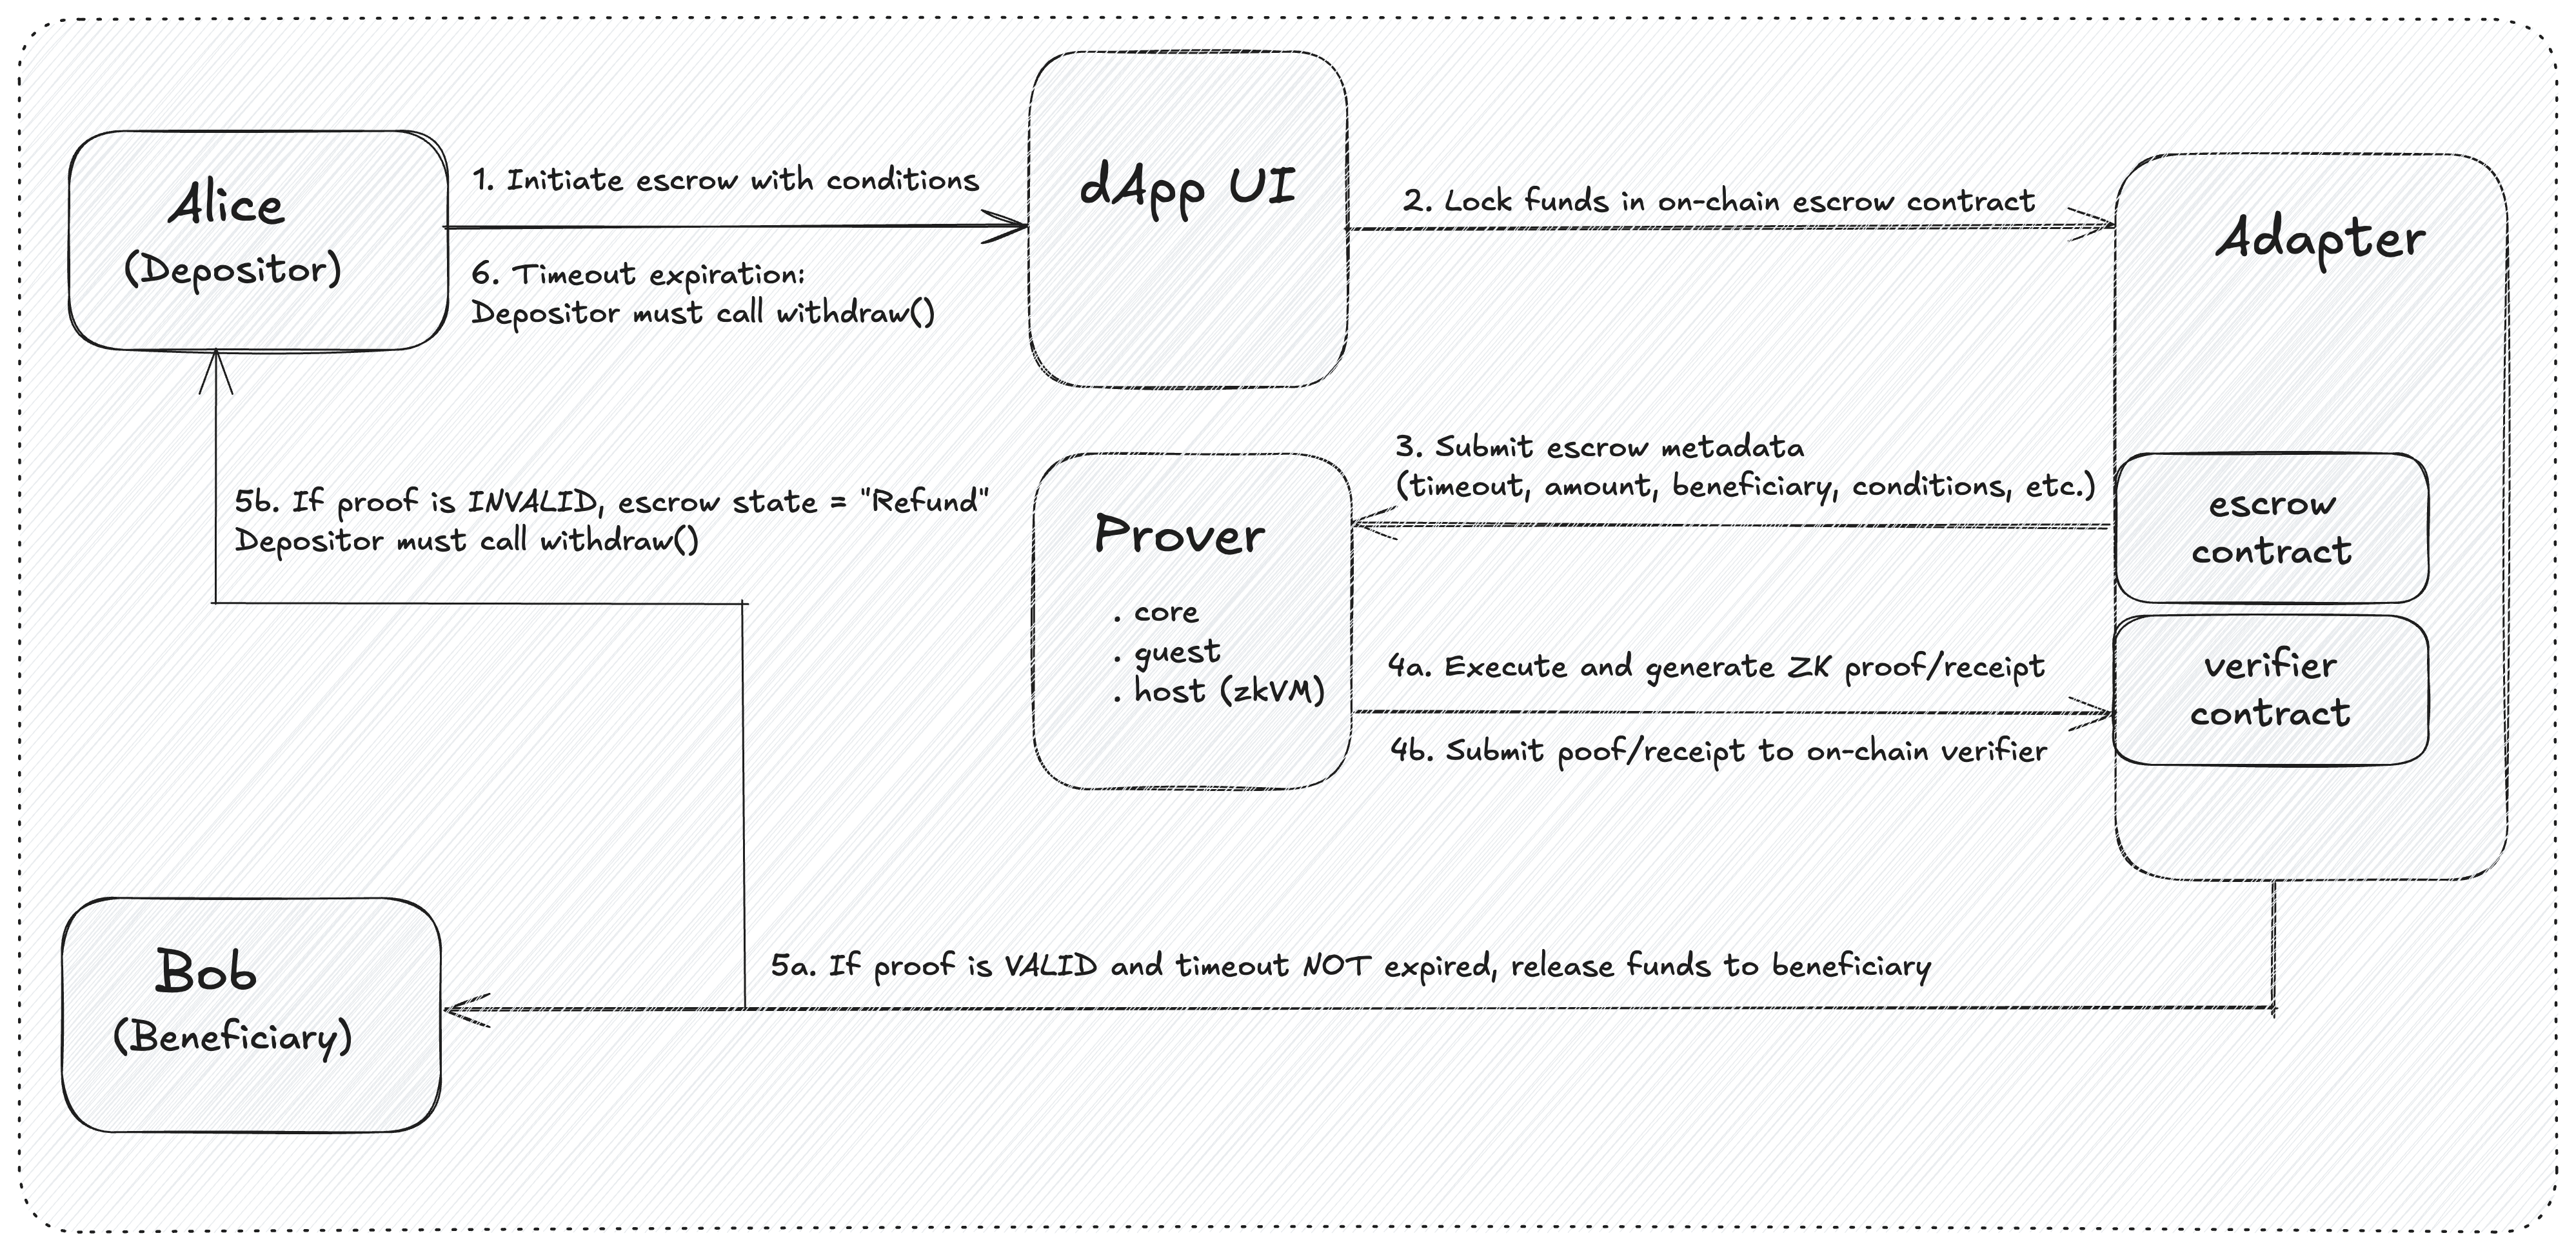 Alice
(Depositor)
1. Initiate escrow with conditions
6. Timeout expiration:
Depositor must call withdraw()
dApp UI
2. Lock funds in on-chain escrow contract
Adapter
3. Submit escrow metadata
(timeout, amount, beneficiary, conditions, etc.)
escrow
contract
Prover
. core
. guest
. host (zkVM)
4a. Execute and generate ZK proof/receipt
4b. Submit poof/receipt to on-chain verifier
verifier
contract
5b. If proof is INVALID, escrow state = "Refund"
Depositor must call withdraw()
5a. If proof is VALID and timeout NOT expired, release funds to beneficiary
Bob
(Beneficiary)